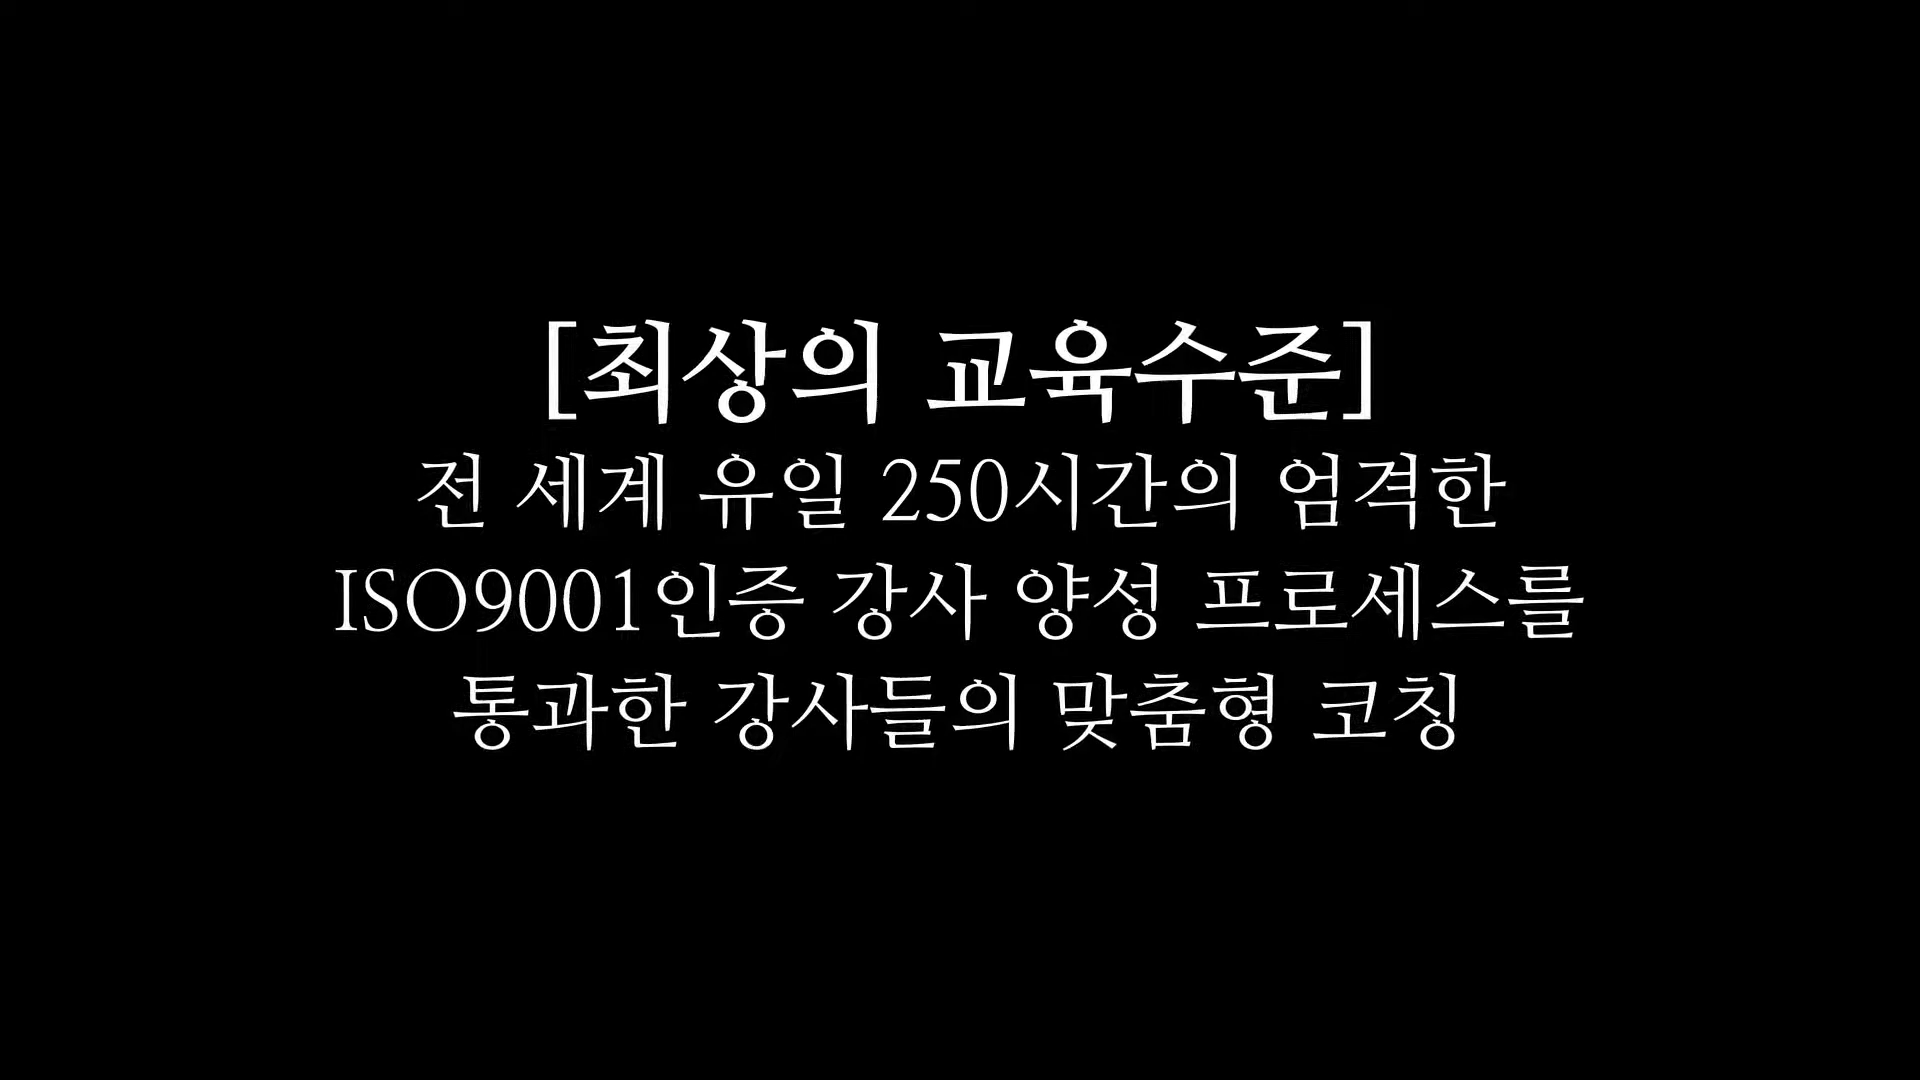 [최상의 교육수준]
전 세계 유일 250시간의 엄격한
ISO9001인증 강사 양성 프로세스를
통과한 강사들의 맞춤형 코칭